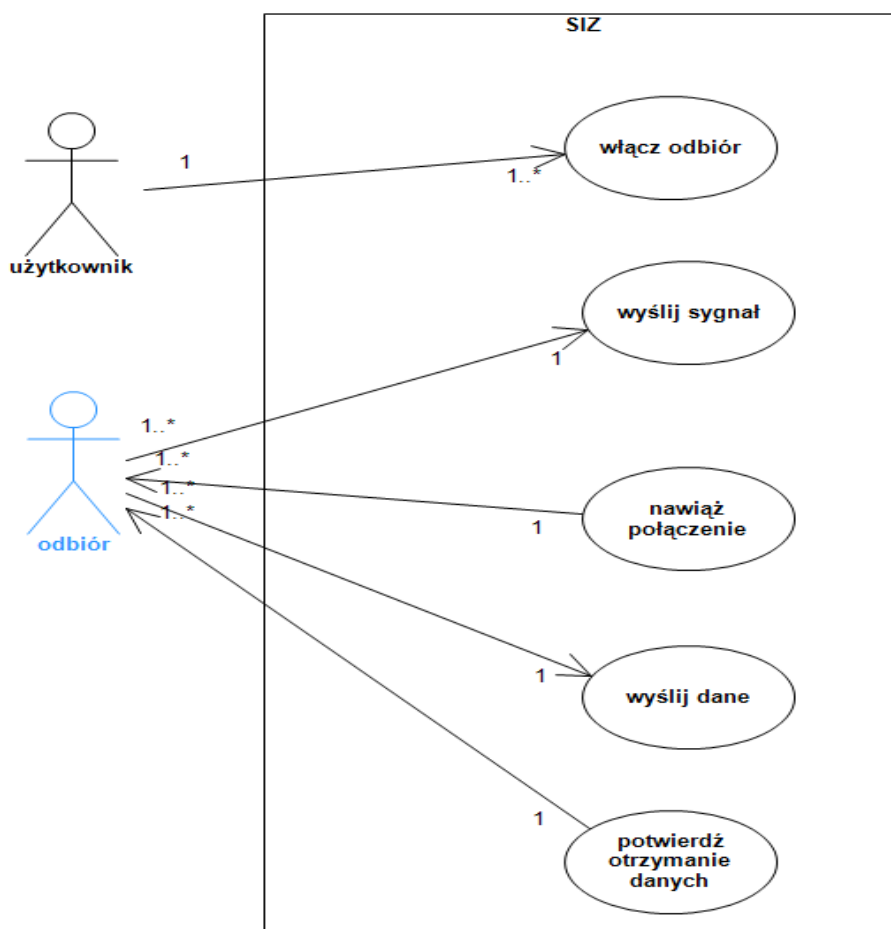 SIZ
włącz odbiór
1
1..*
użytkownik
wyślij sygnał
1
1..*
1..*
1..*
1..*
odbiór
nawiąż
połączenie
1
wyślij dane
1
1
potwierdź
otrzymanie
danych